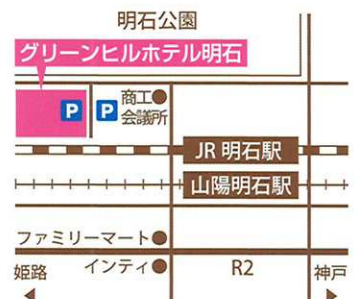 明石公園
グリーンヒルホテル明石
P
P
商工
会議所
JR 明石駅
山陽明石駅
ファミリーマート
インティ
R2
姫路
神戸